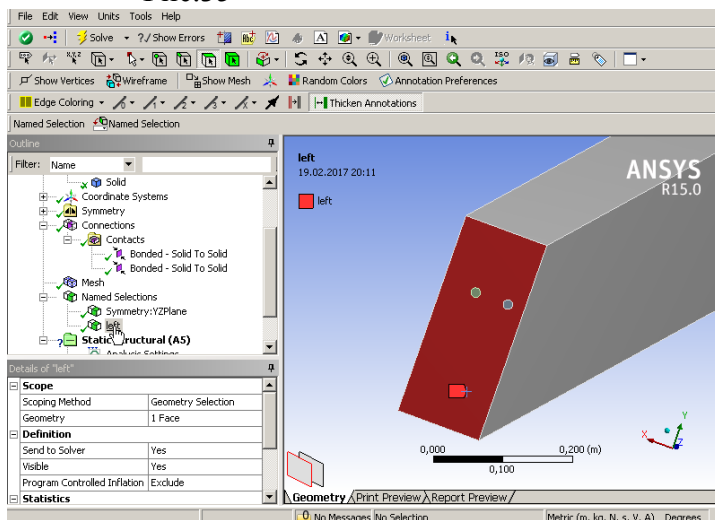 File Edit View Units Tools Help
Solve ?/ Show Errors Worksheet
Show Vertices Wireframe Show Mesh Random Colors Annotation Preferences
Edge Coloring Thicken Annotations
Named Selection Named Selection
Outline
Filter: Name
Solid
Coordinate Systems
Symmetry
Connections
Contacts
Bonded - Solid To Solid
Bonded - Solid To Solid
Mesh
Named Selections
Symmetry:YZPlane
left
Static Structural (A5)
Analysis Settings
Details of "left"
Scope
Scoping Method Geometry Selection
Geometry 1 Face
Definition
Send to Solver Yes
Visible Yes
Program Controlled Inflation Exclude
Statistics
left
19.02.2017 20:11
left
ANSYS
R15.0
0,000 0,200 (m)
0,100
X Y Z
Geometry Print Preview Report Preview
No Messages No Selection Metric (m, kg, N, s, V, A) Degrees